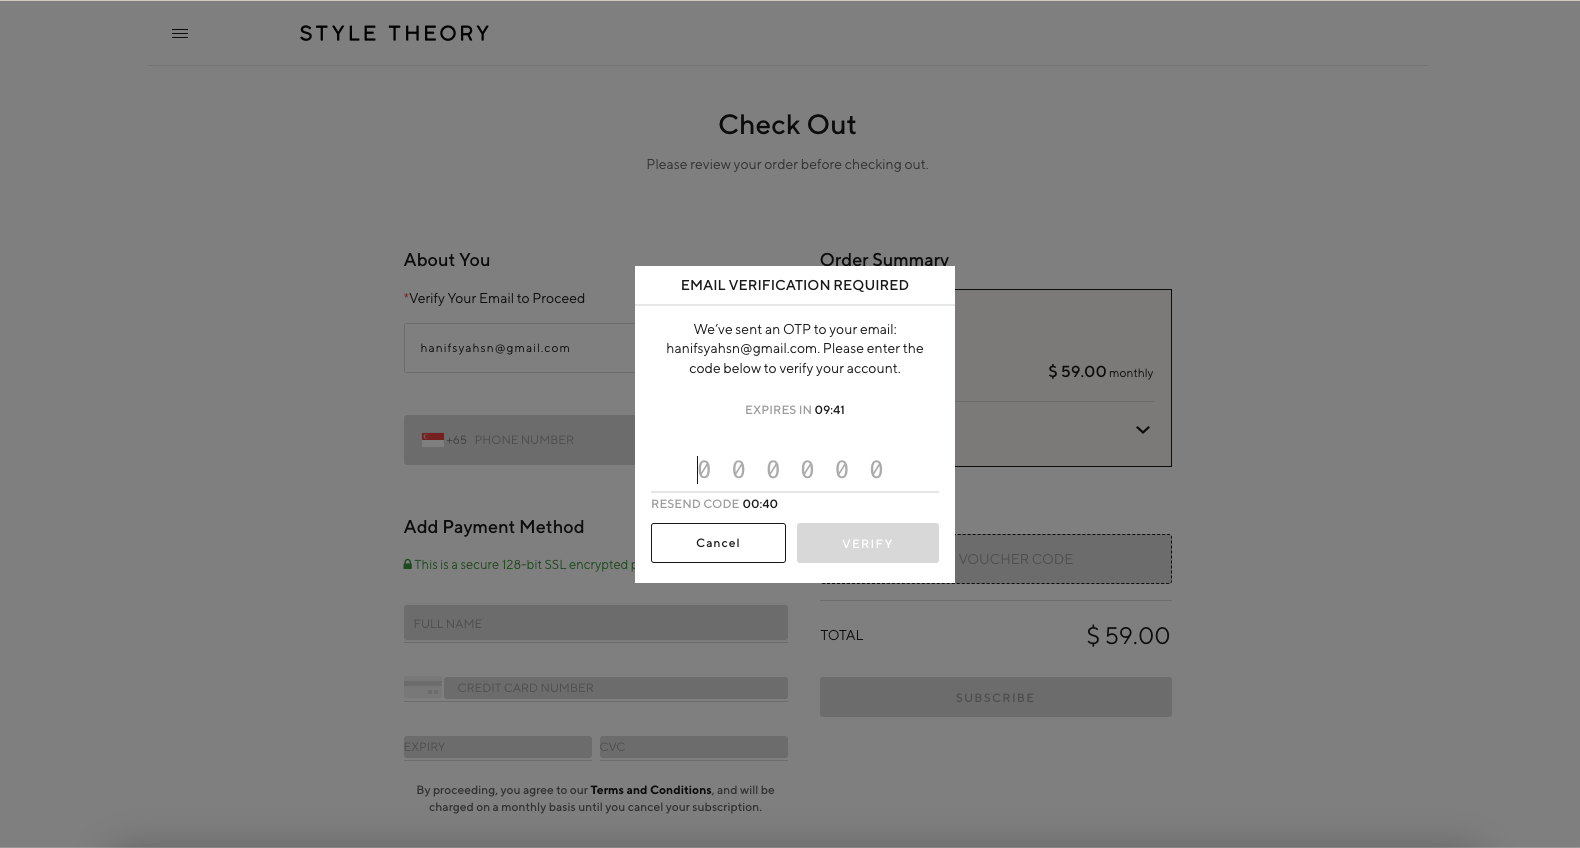 STYLE THEORY
Check Out
Please review your order before checking out.
About You
*Verify Your Email to Proceed
hanifsyahsn@gmail.com
+65 PHONE NUMBER
Add Payment Method
This is a secure 128-bit SSL encrypted
FULL NAME
CREDIT CARD NUMBER
EXPIRY
CVC
By proceeding, you agree to our Terms and Conditions, and will be
charged on a monthly basis until you cancel your subscription.
EMAIL VERIFICATION REQUIRED
We've sent an OTP to your email:
hanifsyahsn@gmail.com. Please enter the
code below to verify your account.
EXPIRES IN 09:41
0 0 0 0 0 0
RESEND CODE 00:40
Cancel
VERIFY
Order Summary
$ 59.00 monthly
VOUCHER CODE
TOTAL
$ 59.00
SUBSCRIBE